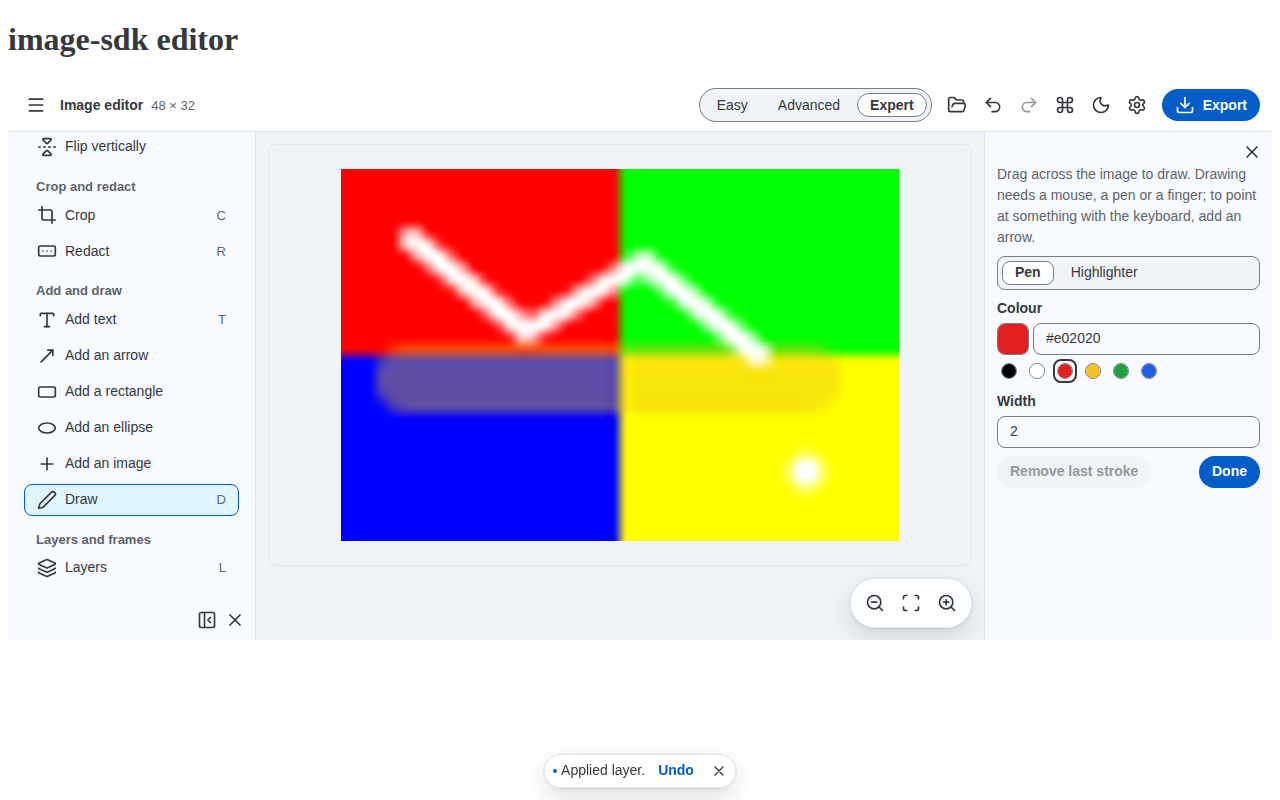 image-sdk editor
Image editor 48 × 32
Easy Advanced Expert
Export
Flip vertically
Crop and redact
Crop C
Redact R
Add and draw
Add text T
Add an arrow
Add a rectangle
Add an ellipse
Add an image
Draw D
Layers and frames
Layers L
Drag across the image to draw. Drawing
needs a mouse, a pen or a finger; to point
at something with the keyboard, add an
arrow.
Pen Highlighter
Colour
#e02020
Width
2
Remove last stroke Done
Applied layer. Undo